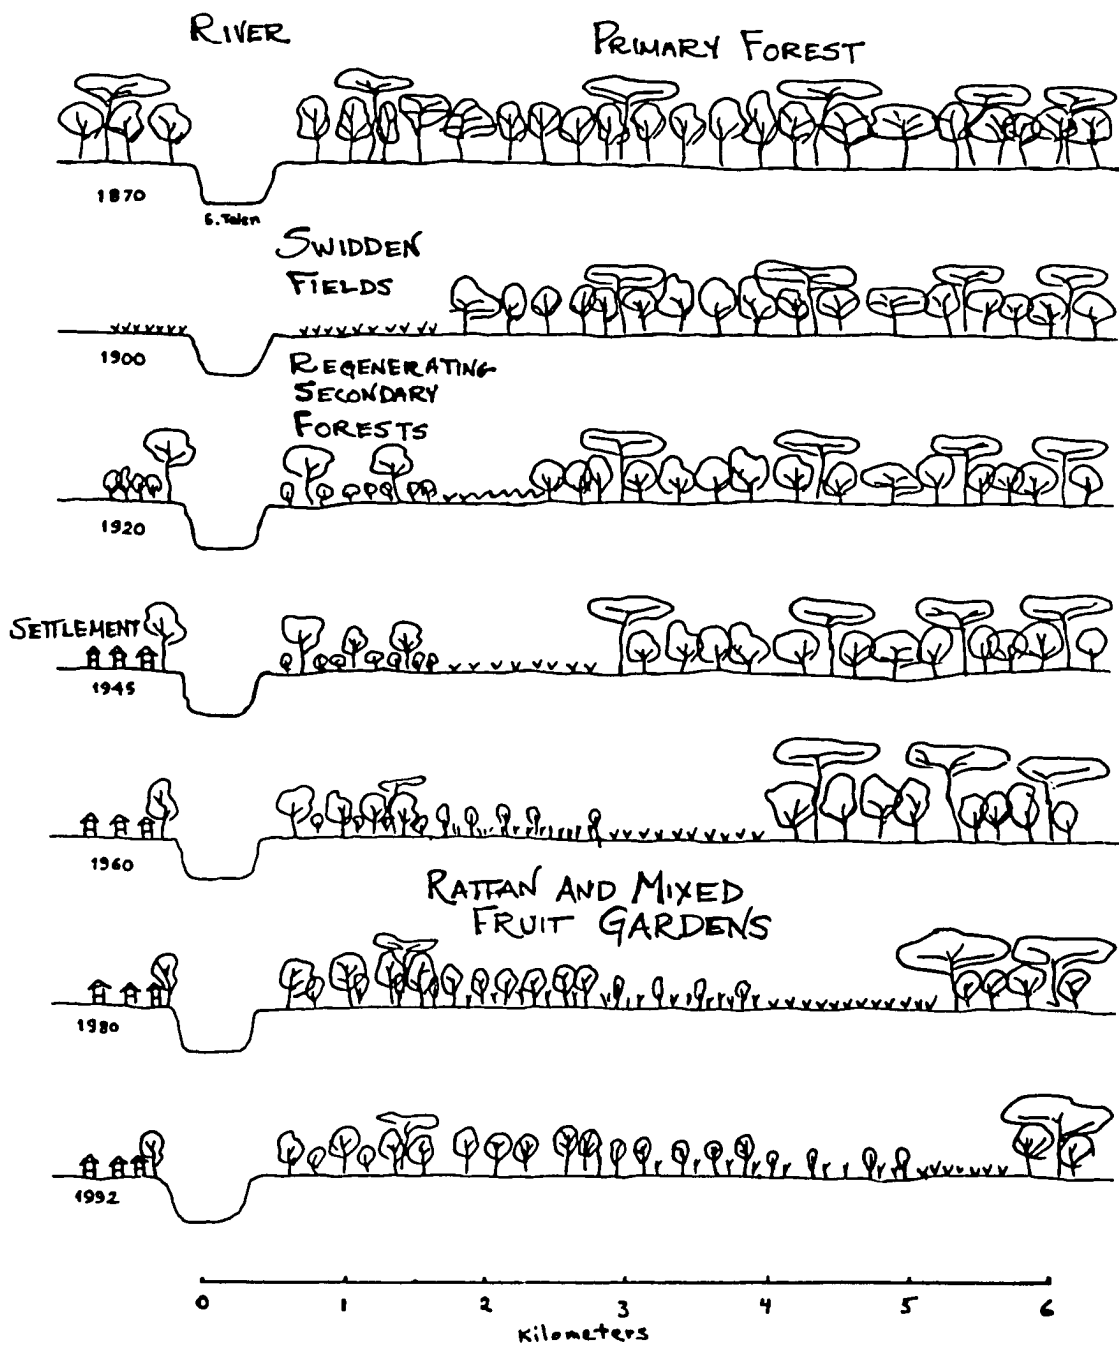 RIVER
PRIMARY FOREST
1870
S. Tolen
SWIDDEN
FIELDS
1900
REGENERATING
SECONDARY
FORESTS
1920
SETTLEMENT
1945
1960
RATTAN AND MIXED
FRUIT GARDENS
1980
1992
0 1 2 3 4 5 6
Kilometers